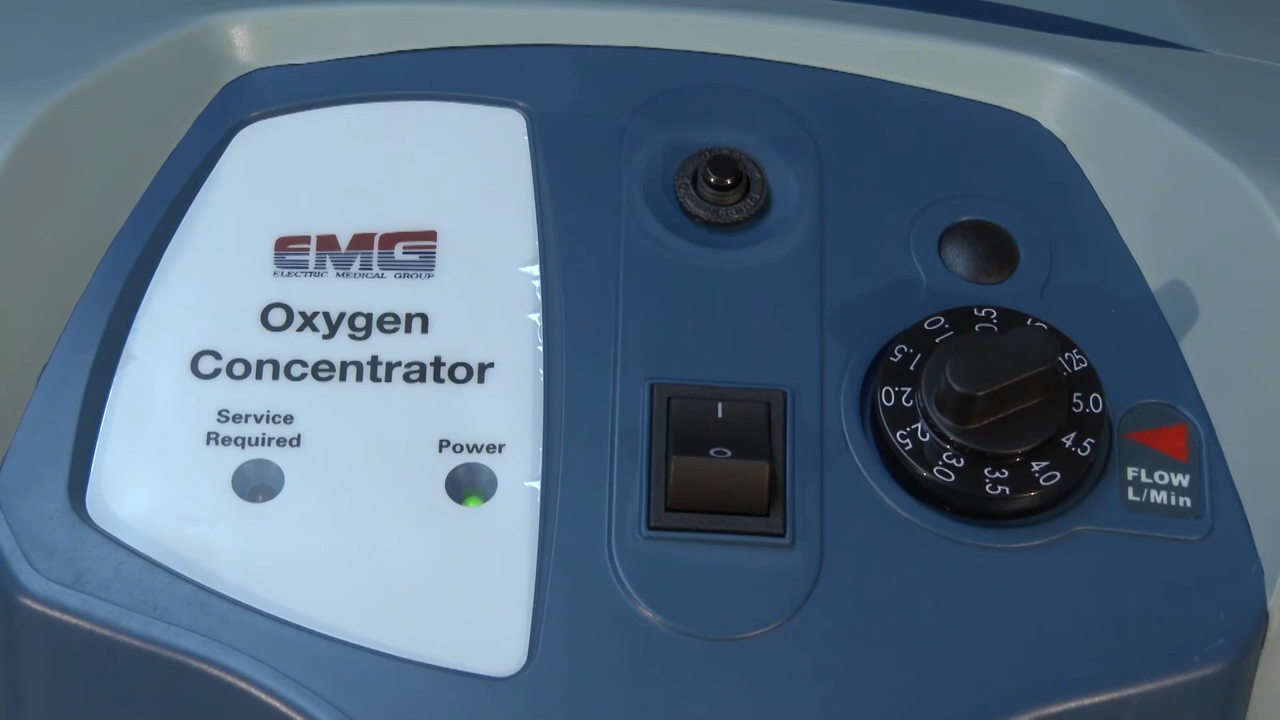 EMG
ELECTRIC MEDICAL GROUP
Oxygen
Concentrator
Service
Required
Power
I
O
0.5
1.0
1.5
2.0
2.5
3.0
3.5
4.0
4.5
5.0
125
FLOW
L/Min